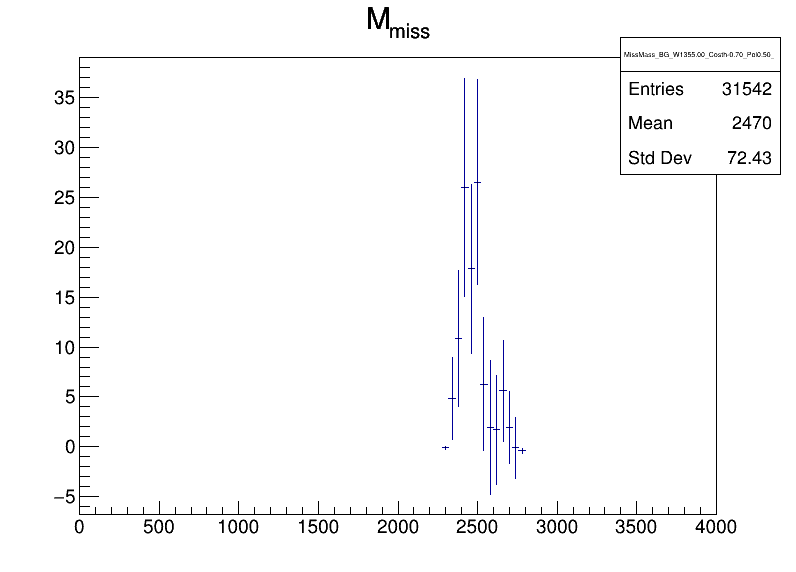 M_miss
MissMass_BG_W1355.00_Costh-0.70_Pol0.50_
Entries 31542
Mean 2470
Std Dev 72.43
35
30
25
20
15
10
5
0
−5
0 500 1000 1500 2000 2500 3000 3500 4000